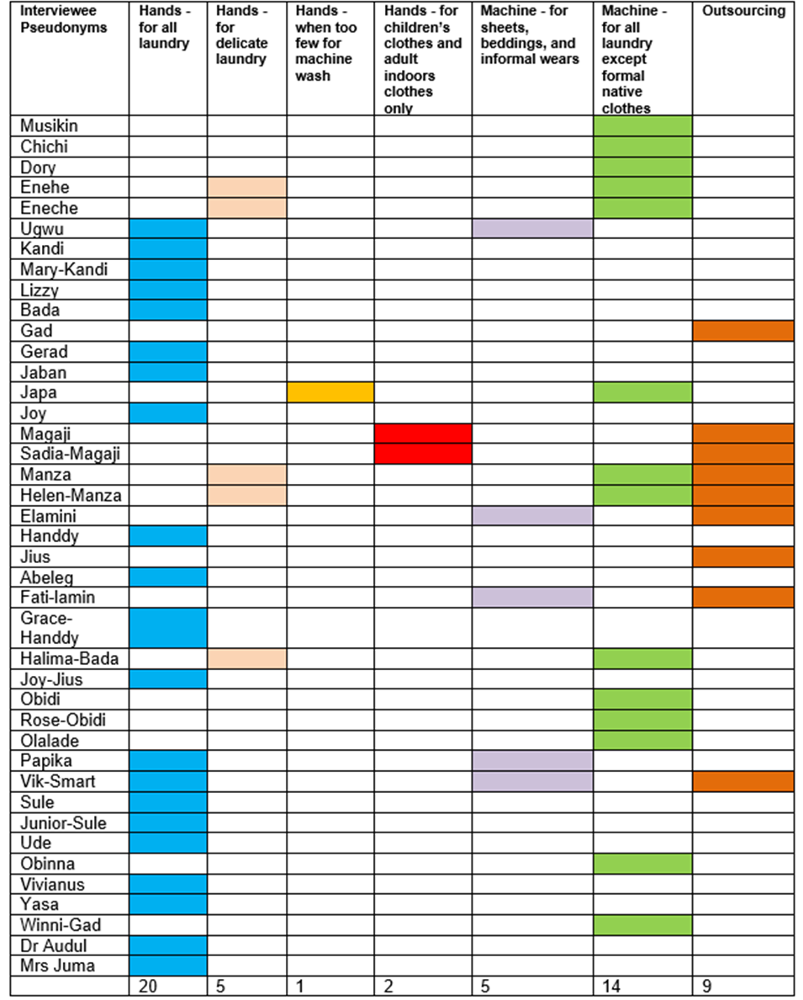 Interviewee Pseudonyms
Hands - for all laundry
Hands - for delicate laundry
Hands - when too few for machine wash
Hands - for children's clothes and adult indoors clothes only
Machine - for sheets, beddings, and informal wears
Machine - for all laundry except formal native clothes
Outsourcing
Musikin
Chichi
Dory
Enehe
Eneche
Ugwu
Kandi
Mary-Kandi
Lizzy
Bada
Gad
Gerad
Jaban
Japa
Joy
Magaji
Sadia-Magaji
Manza
Helen-Manza
Elamini
Handdy
Jius
Abeleg
Fati-lamin
Grace-
Handdy
Halima-Bada
Joy-Jius
Obidi
Rose-Obidi
Olalade
Papika
Vik-Smart
Sule
Junior-Sule
Ude
Obinna
Vivianus
Yasa
Winni-Gad
Dr Audul
Mrs Juma
20 5 1 2 5 14 9